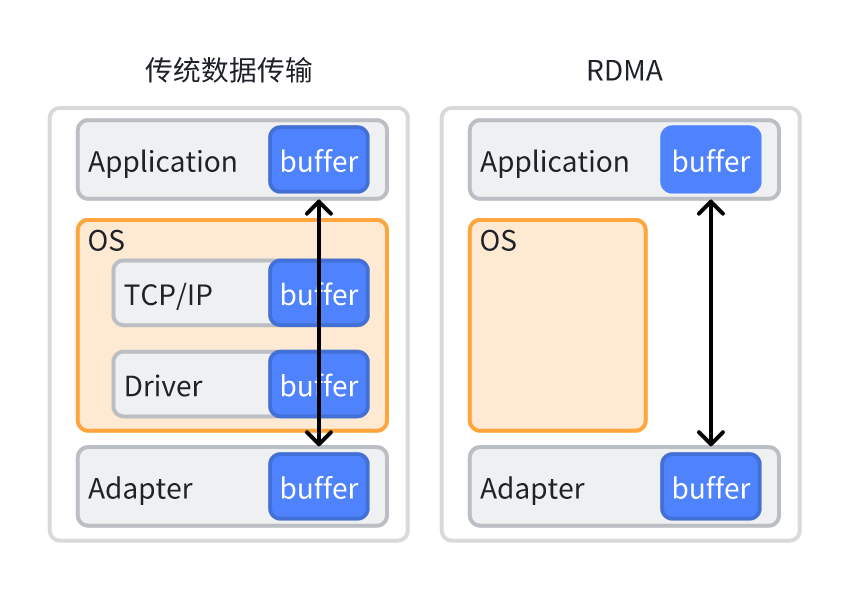 传统数据传输
RDMA
Application
buffer
OS
TCP/IP
buffer
Driver
buffer
Adapter
buffer
Application
buffer
OS
Adapter
buffer